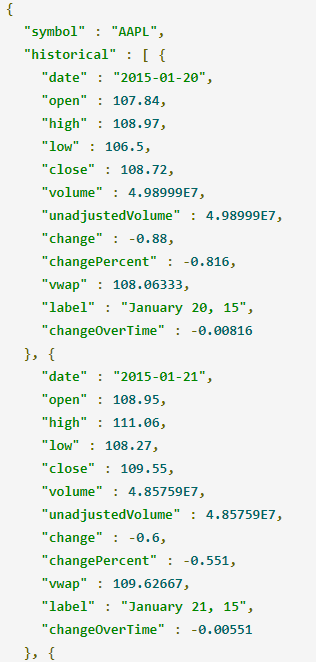 {
"symbol" : "AAPL",
"historical" : [ {
"date" : "2015-01-20",
"open" : 107.84,
"high" : 108.97,
"low" : 106.5,
"close" : 108.72,
"volume" : 4.98999E7,
"unadjustedVolume" : 4.98999E7,
"change" : -0.88,
"changePercent" : -0.816,
"vwap" : 108.06333,
"label" : "January 20, 15",
"changeOverTime" : -0.00816
}, {
"date" : "2015-01-21",
"open" : 108.95,
"high" : 111.06,
"low" : 108.27,
"close" : 109.55,
"volume" : 4.85759E7,
"unadjustedVolume" : 4.85759E7,
"change" : -0.6,
"changePercent" : -0.551,
"vwap" : 109.62667,
"label" : "January 21, 15",
"changeOverTime" : -0.00551
}, {